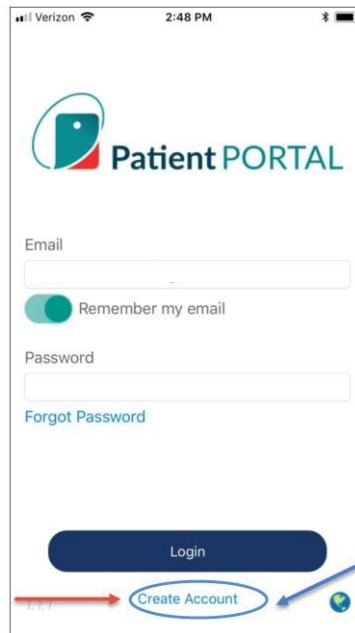 Verizon 2:48 PM
Patient PORTAL
Email
Remember my email
Password
Forgot Password
Login
Create Account